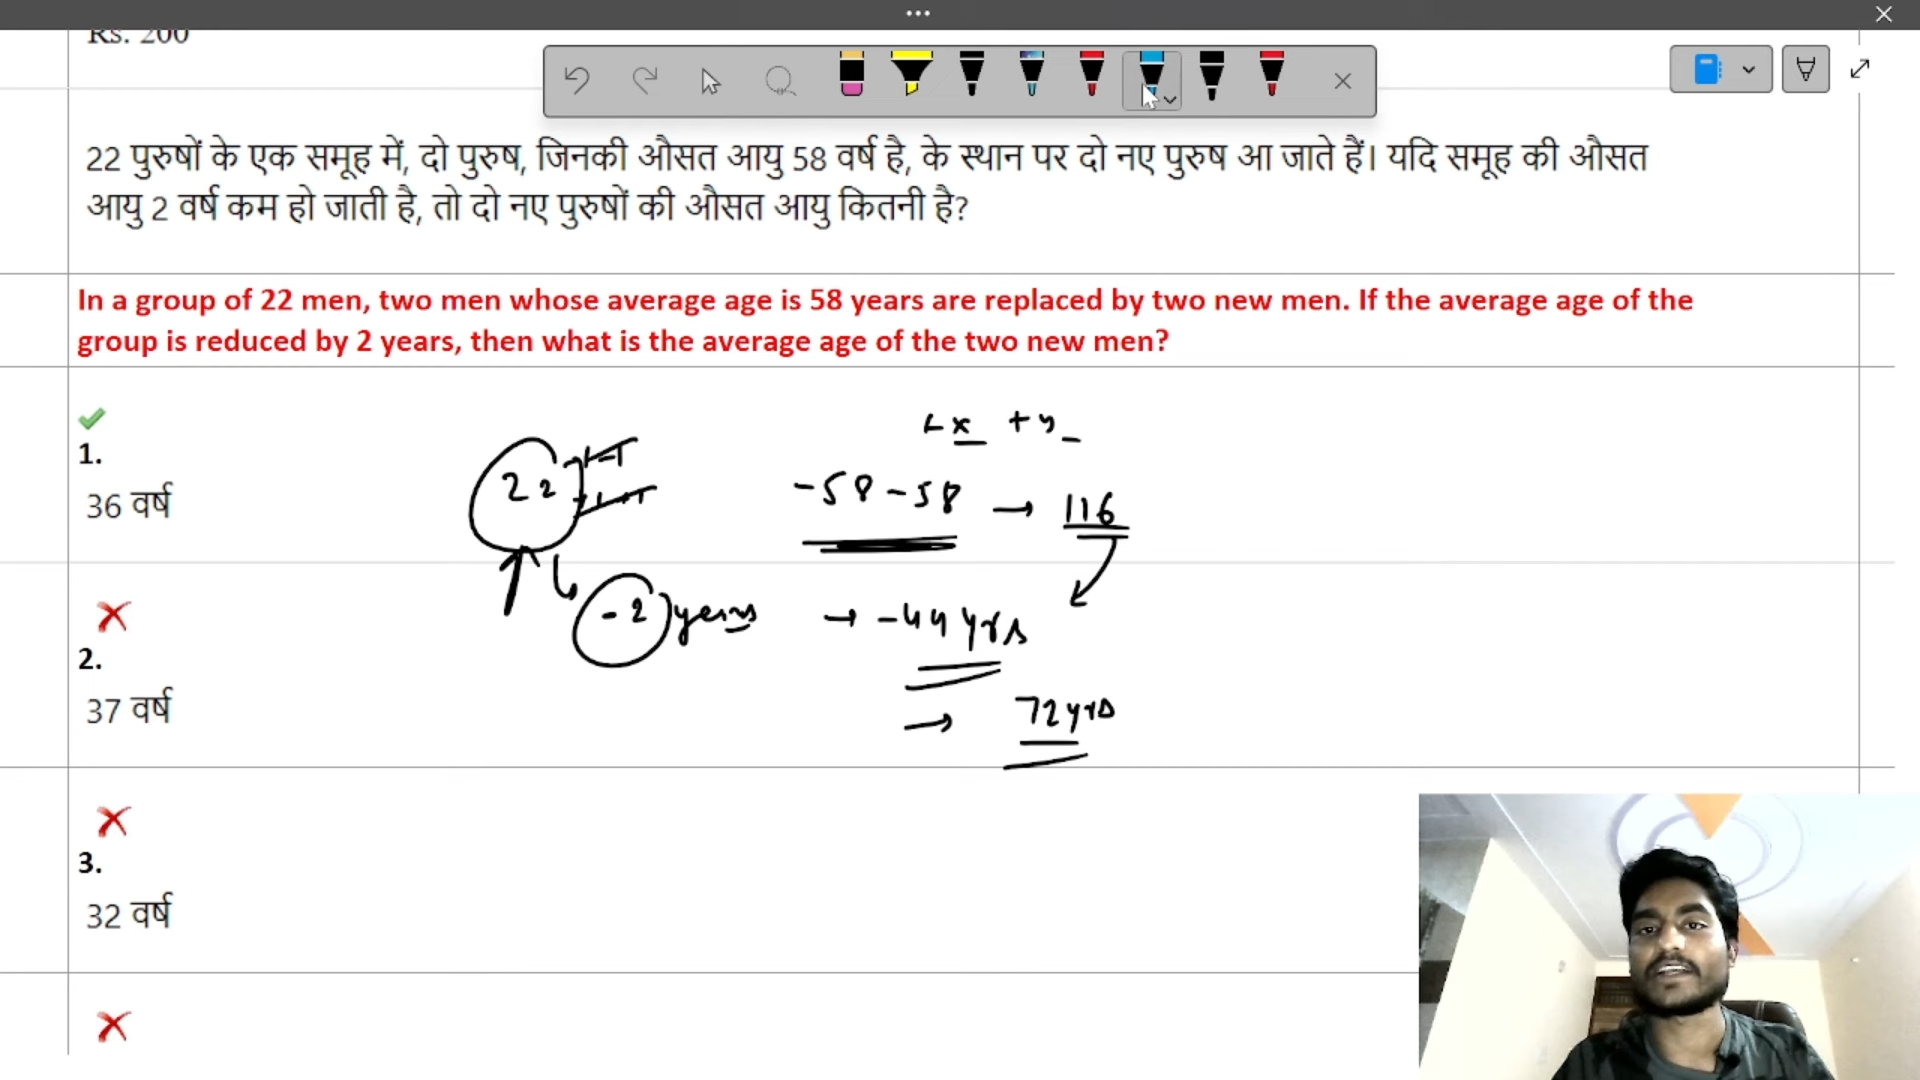 Rs. 200
22 पुरुषों के एक समूह में, दो पुरुष, जिनकी औसत आयु 58 वर्ष है, के स्थान पर दो नए पुरुष आ जाते हैं। यदि समूह की औसत
आयु 2 वर्ष कम हो जाती है, तो दो नए पुरुषों की औसत आयु कितनी है?
In a group of 22 men, two men whose average age is 58 years are replaced by two new men. If the average age of the
group is reduced by 2 years, then what is the average age of the two new men?
+x +y
22
-58-58 → 116
1.
36 वर्ष
-2 years → -44 yrs
2.
37 वर्ष
→ 72 yrs
3.
32 वर्ष